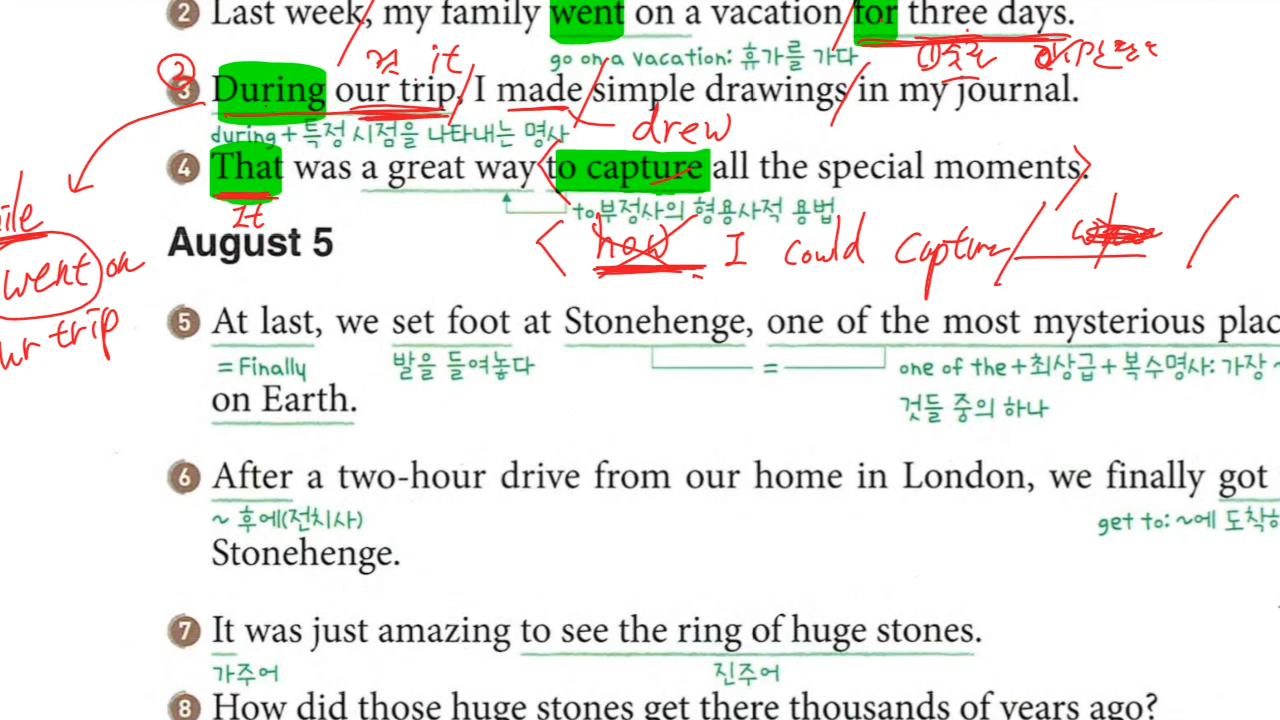 2 Last week, my family went on a vacation for three days.
go on a vacation: 휴가를 가다
it
3 During our trip, I made simple drawings in my journal.
during + 특정 시점을 나타내는 명사
drew
4 That was a great way to capture all the special moments.
It
to부정사의 형용사적 용법
how I could capture
went on
trip
August 5
5 At last, we set foot at Stonehenge, one of the most mysterious plac
= Finally 발을 들여놓다 = one of the + 최상급 + 복수명사: 가장 ~
on Earth.
것들 중의 하나
6 After a two-hour drive from our home in London, we finally got
~ 후에(전치사) get to: ~에 도착하
Stonehenge.
7 It was just amazing to see the ring of huge stones.
가주어 진주어
8 How did those huge stones get there thousands of years ago?